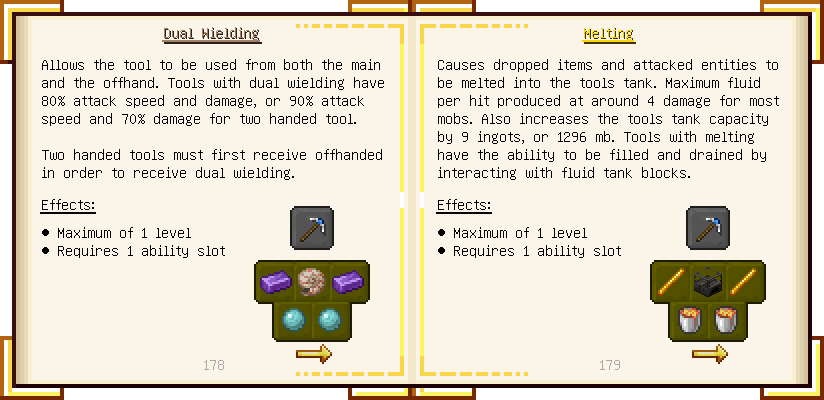 Dual Wielding
Allows the tool to be used from both the main
and the offhand. Tools with dual wielding have
80% attack speed and damage, or 90% attack
speed and 70% damage for two handed tool.
Two handed tools must first receive offhanded
in order to receive dual wielding.
Effects:
● Maximum of 1 level
● Requires 1 ability slot
178
Melting
Causes dropped items and attacked entities to
be melted into the tools tank. Maximum fluid
per hit produced at around 4 damage for most
mobs. Also increases the tools tank capacity
by 9 ingots, or 1296 mb. Tools with melting
have the ability to be filled and drained by
interacting with fluid tank blocks.
Effects:
● Maximum of 1 level
● Requires 1 ability slot
179